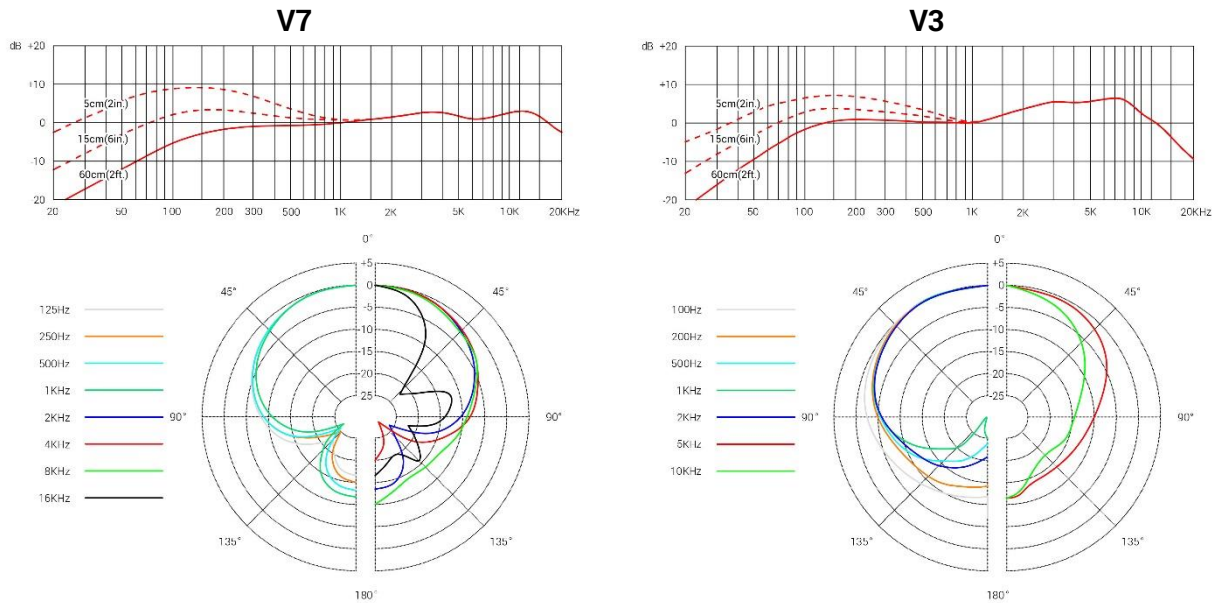 V7
V3
dB +20
+10
0
-10
20
5cm(2in.)
15cm(6in.)
60cm(2ft.)
20 50 100 200 300 500 1K 2K 5K 10K 20KHz
dB +20
+10
0
-10
-20
5cm(2in.)
15cm(6in.)
60cm(2ft.)
20 50 100 200 300 500 1K 2K 5K 10K 20KHz
0°
45°
45°
90°
90°
135°
135°
180°
+5
0
-5
-10
-15
-20
-25
125Hz
250Hz
500Hz
1KHz
2KHz
4KHz
8KHz
16KHz
0°
45°
45°
90°
90°
135°
135°
180°
+5
0
-5
-10
-15
-20
-25
100Hz
200Hz
500Hz
1KHz
2KHz
5KHz
10KHz